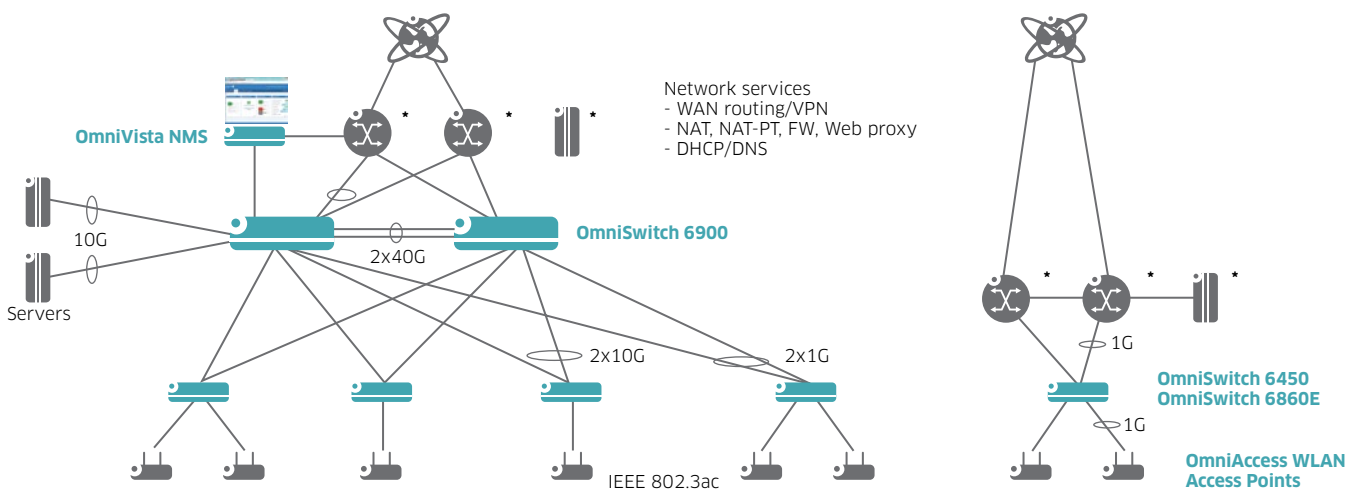 Network services
- WAN routing/VPN
- NAT, NAT-PT, FW, Web proxy
- DHCP/DNS
* * *
OmniVista NMS
10G
2x40G
OmniSwitch 6900
Servers
* * *
2x10G
2x1G
1G
OmniSwitch 6450
OmniSwitch 6860E
1G
IEEE 802.3ac
OmniAccess WLAN
Access Points